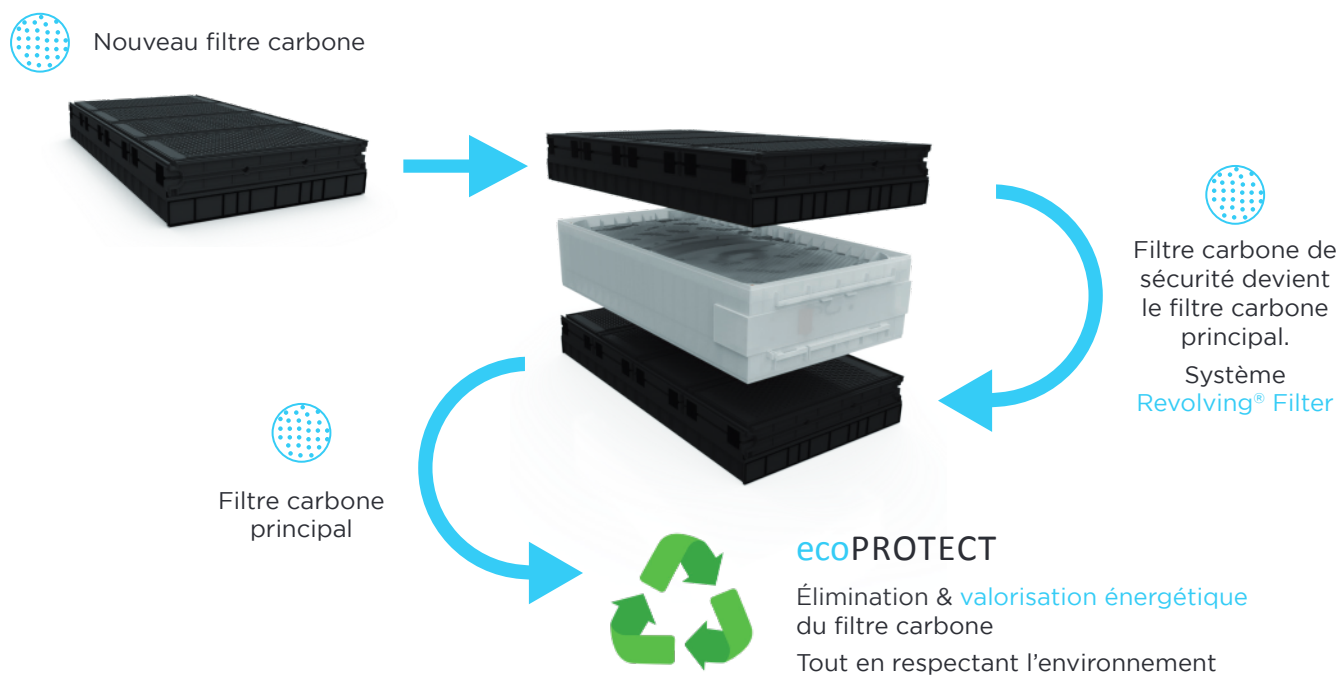 Nouveau filtre carbone
Filtre carbone de
sécurité devient
le filtre carbone
principal.
Système
Revolving® Filter
Filtre carbone
principal
ecoPROTECT
Élimination & valorisation énergétique
du filtre carbone
Tout en respectant l’environnement